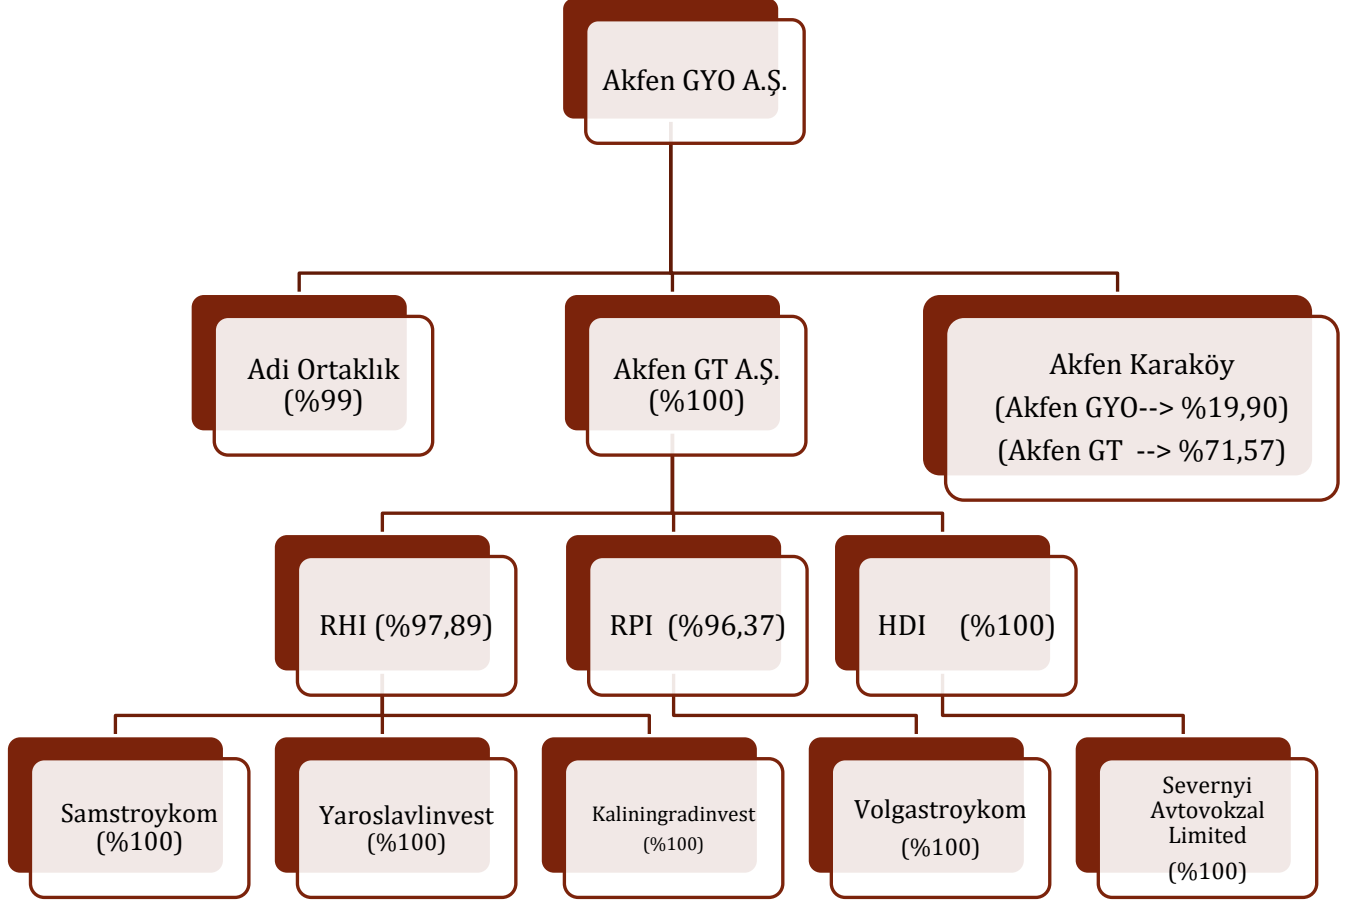 Akfen GYO A.Ş.
Adi Ortaklık
(%99)
Akfen GT A.Ş.
(%100)
Akfen Karaköy
(Akfen GYO--> %19,90)
(Akfen GT --> %71,57)
RHI (%97,89)
RPI (%96,37)
HDI (%100)
Samstroykom
(%100)
Yaroslavlinvest
(%100)
Kaliningradinvest
(%100)
Volgastroykom
(%100)
Severnyi
Avtovokzal
Limited
(%100)